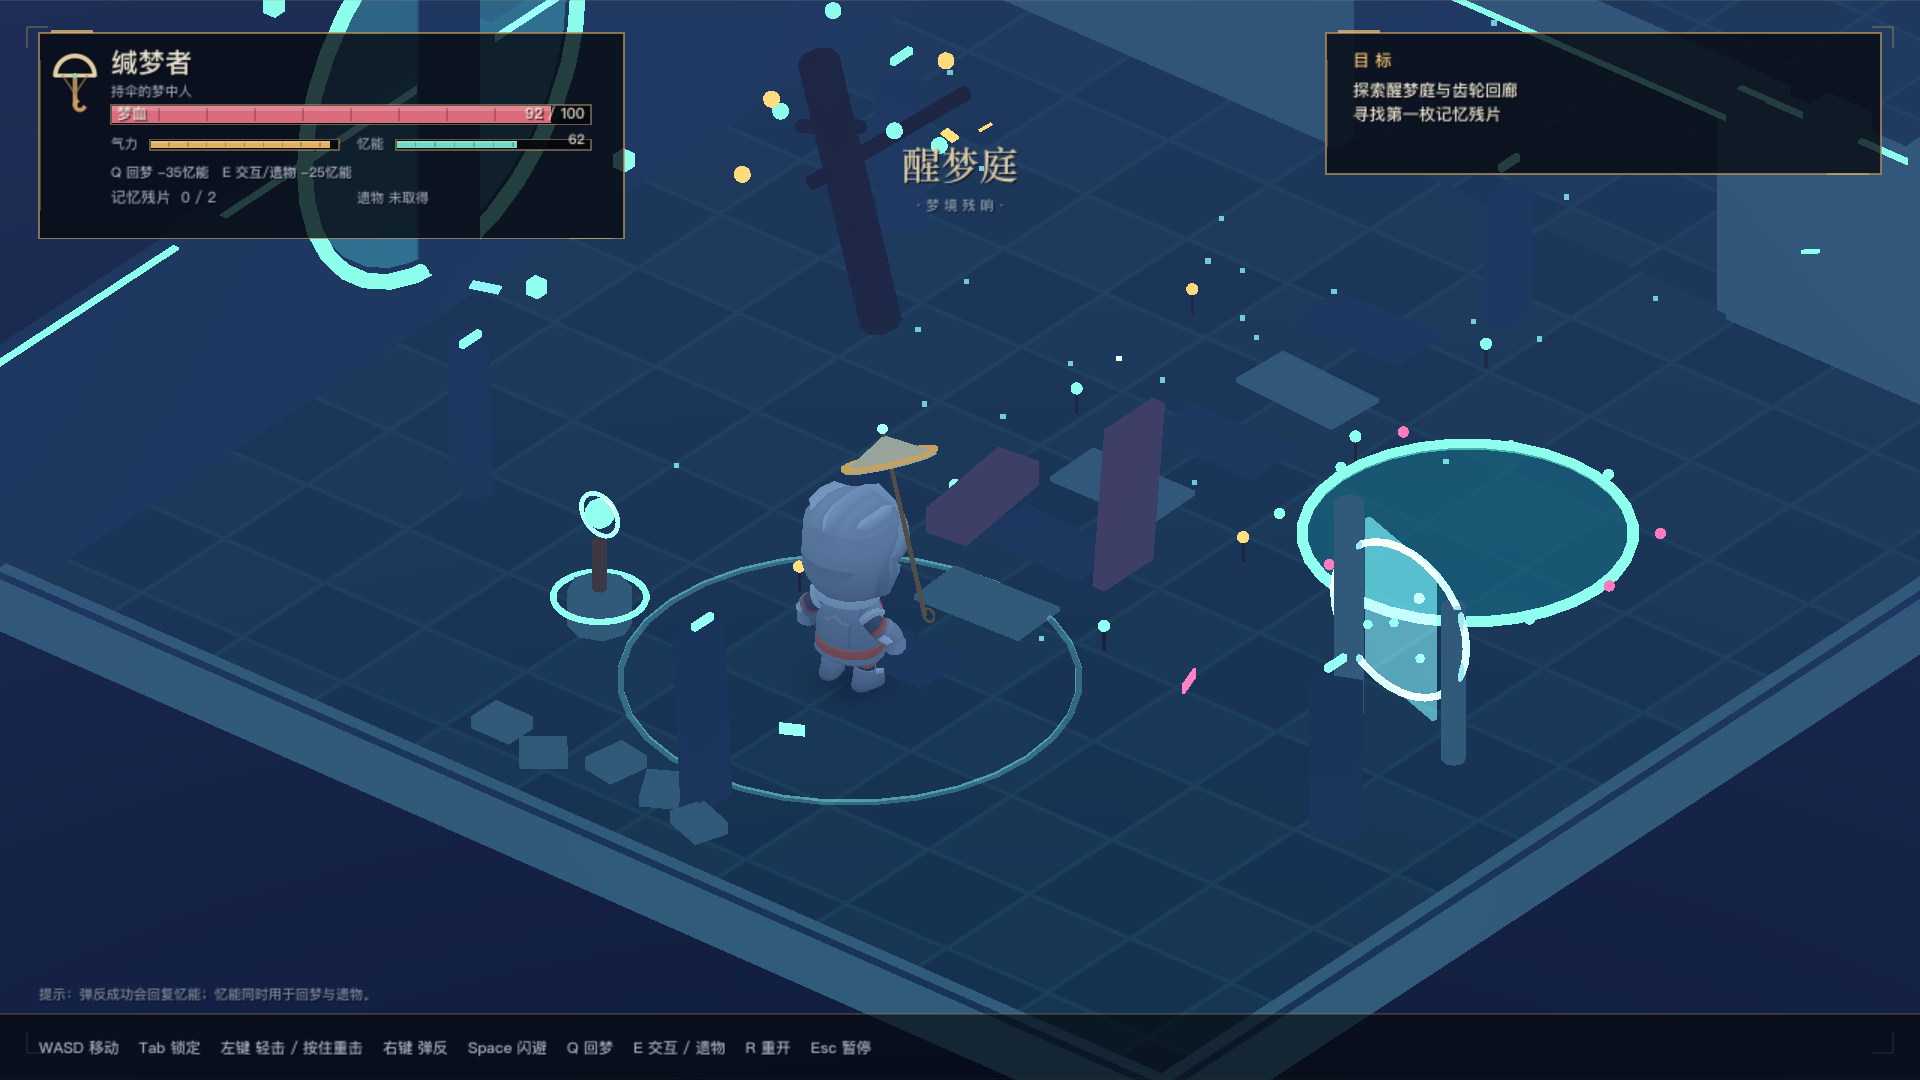 缄梦者
持伞的梦中人
梦血 92 / 100
气力 忆能 62
Q 回梦 -35忆能 E 交互/遗物 -25忆能
记忆残片 0 / 2 遗物 未取得
醒梦庭
·梦境残响·
目标
探索醒梦庭与齿轮回廊
寻找第一枚记忆残片
提示: 弹反成功会回复忆能; 忆能同时用于回梦与遗物。
WASD 移动 Tab 锁定 左键 轻击 / 按住重击 右键 弹反 Space 闪避 Q 回梦 E 交互 / 遗物 R 重开 Esc 暂停